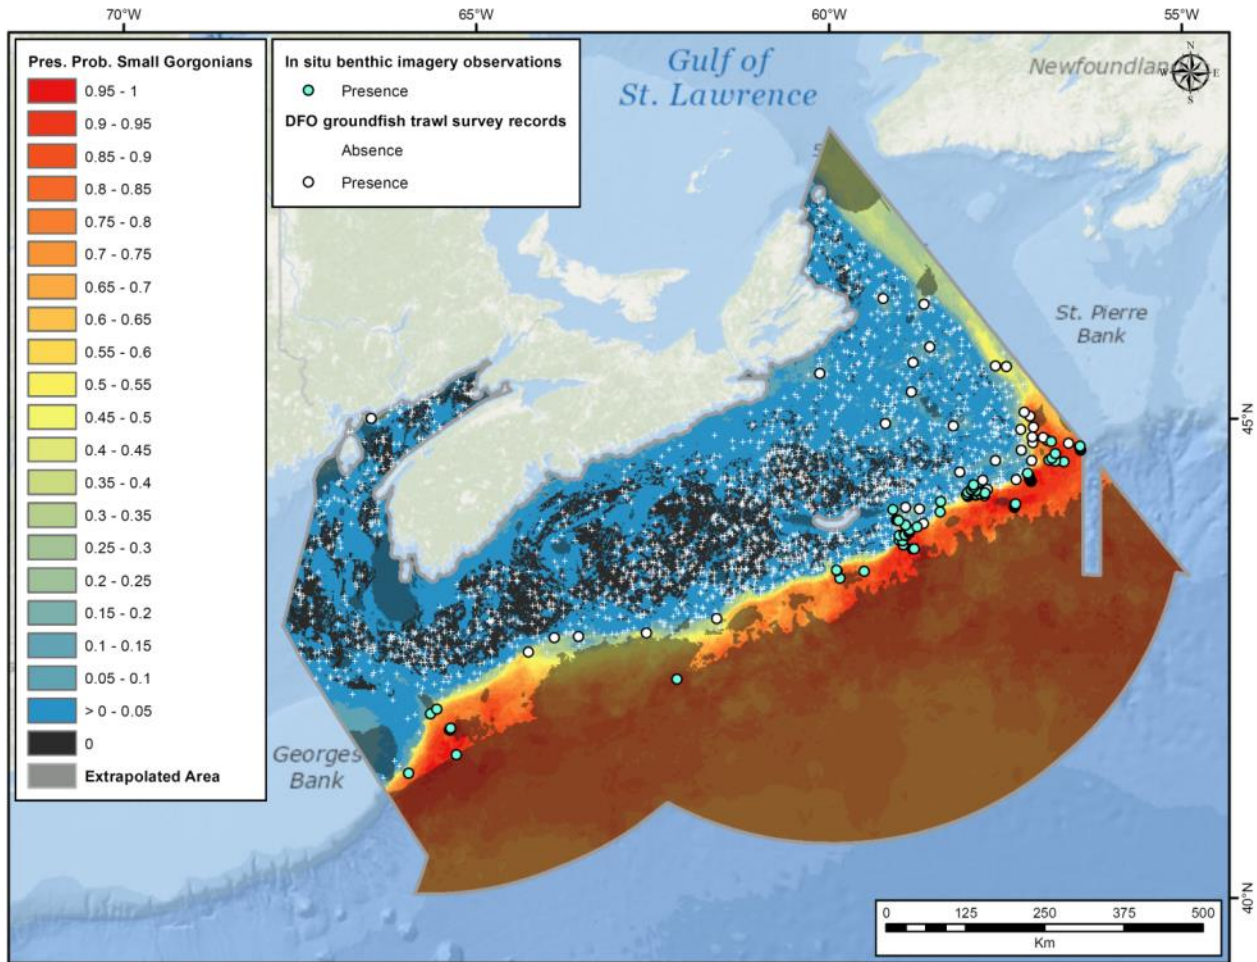 70°W
65°W
60°W
55°W
Pres. Prob. Small Gorgonians
0.95 - 1
0.9 - 0.95
0.85 - 0.9
0.8 - 0.85
0.75 - 0.8
0.7 - 0.75
0.65 - 0.7
0.6 - 0.65
0.55 - 0.6
0.5 - 0.55
0.45 - 0.5
0.4 - 0.45
0.35 - 0.4
0.3 - 0.35
0.25 - 0.3
0.2 - 0.25
0.15 - 0.2
0.1 - 0.15
0.05 - 0.1
> 0 - 0.05
0
Extrapolated Area
In situ benthic imagery observations
Presence
DFO groundfish trawl survey records
Absence
Presence
Gulf of
St. Lawrence
Newfoundland
N
W
E
S
St. Pierre
Bank
45°N
Georges
Bank
40°N
0
125
250
375
500
Km